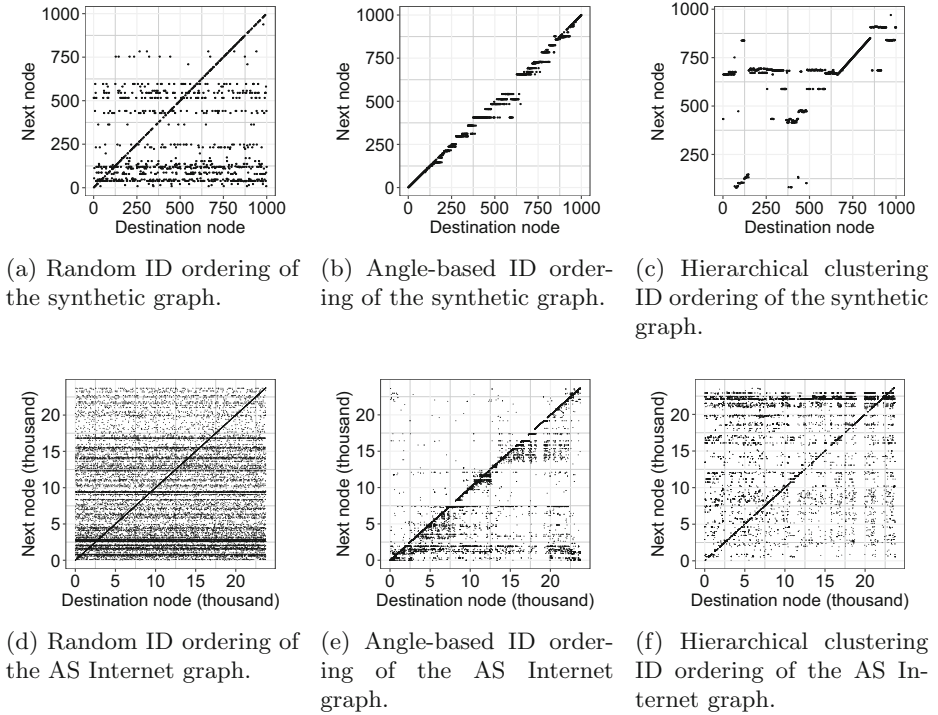 1000
750
500
250
0
Next node
0 250 500 750 1000
Destination node
1000
750
500
250
0
Next node
0 250 500 750 1000
Destination node
1000
750
500
250
Next node
0 250 500 750 1000
Destination node
(a) Random ID ordering of
the synthetic graph.
(b) Angle-based ID order-
ing of the synthetic graph.
(c) Hierarchical clustering
ID ordering of the synthetic
graph.
20
15
10
5
0
Next node (thousand)
0 5 10 15 20
Destination node (thousand)
20
15
10
5
0
Next node (thousand)
0 5 10 15 20
Destination node (thousand)
20
15
10
5
0
Next node (thousand)
0 5 10 15 20
Destination node (thousand)
(d) Random ID ordering of
the AS Internet graph.
(e) Angle-based ID order-
ing of the AS Internet
graph.
(f) Hierarchical clustering
ID ordering of the AS In-
ternet graph.